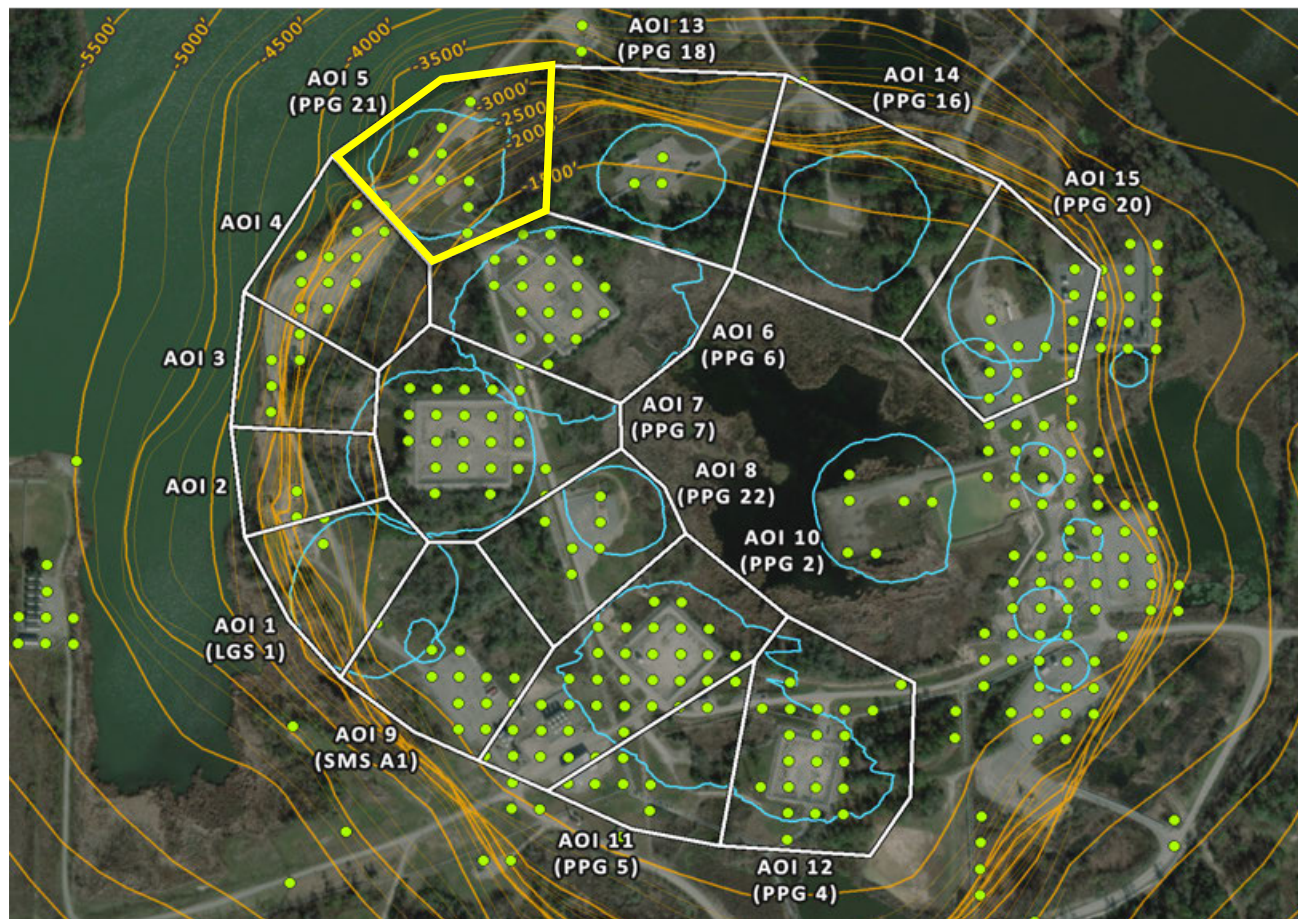 -5500'
-5000'
-4500'
-4000'
-3500'
-3000'
-2500'
-2000'
-1500'
AOI 13
(PPG 18)
AOI 5
(PPG 21)
AOI 14
(PPG 16)
AOI 15
(PPG 20)
AOI 4
AOI 3
AOI 6
(PPG 6)
AOI 7
(PPG 7)
AOI 8
(PPG 22)
AOI 2
AOI 10
(PPG 2)
AOI 1
(LGS 1)
AOI 9
(SMS A1)
AOI 11
(PPG 5)
AOI 12
(PPG 4)